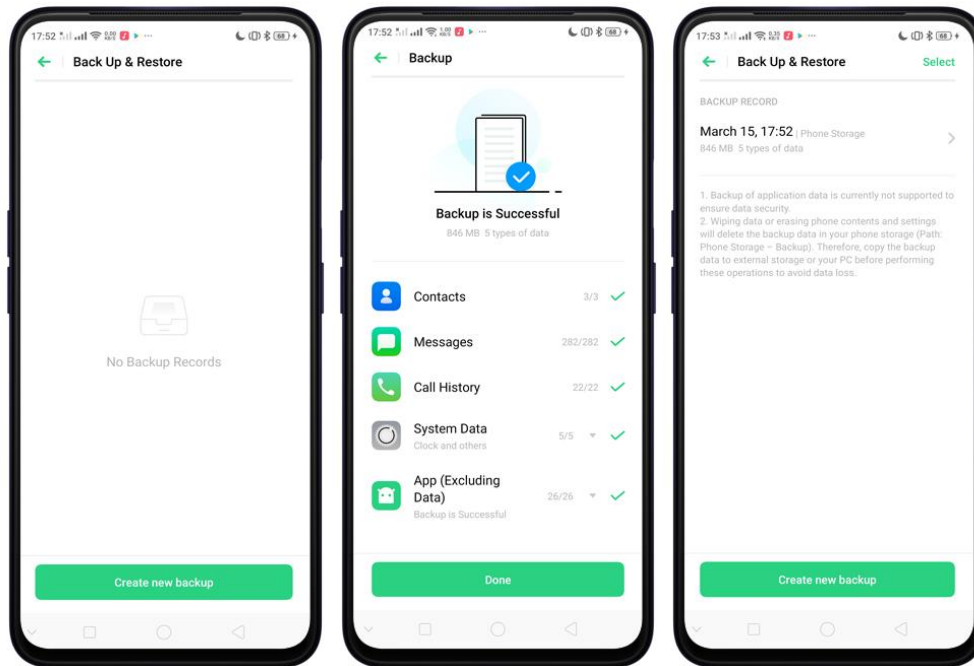 17:52
Back Up & Restore
No Backup Records
Create new backup
17:52
68
Backup
Backup is Successful
846 MB 5 types of data
Contacts 3/3
Messages 282/282
Call History 22/22
System Data
Clock and others
5/5
App (Excluding
Data)
Backup is Successful
26/26
Done
17:53
68
Back Up & Restore Select
BACKUP RECORD
March 15, 17:52 | Phone Storage
846 MB 5 types of data
1. Backup of application data is currently not supported to
ensure data security.
2. Wiping data or erasing phone contents and settings
will delete the backup data in your phone storage (Path:
Phone Storage – Backup). Therefore, copy the backup
data to external storage or your PC before performing
these operations to avoid data loss.
Create new backup